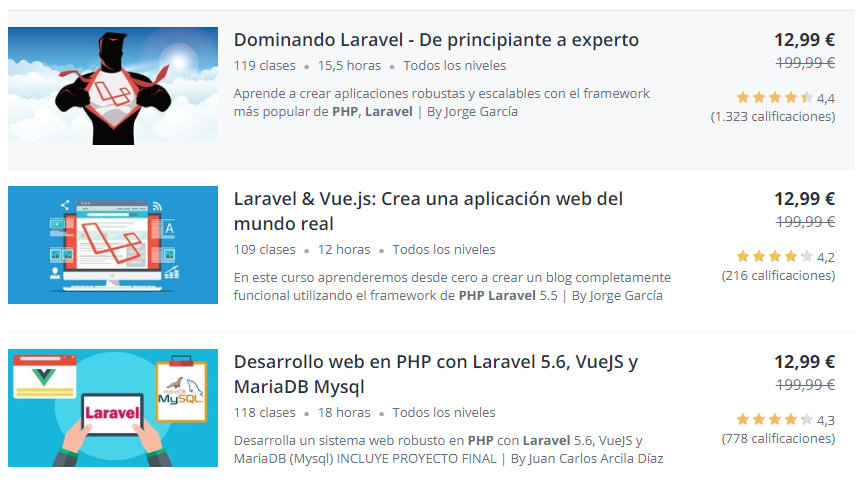 Dominando Laravel - De principiante a experto
12,99 €
119 clases • 15,5 horas • Todos los niveles
199,99 €
Aprende a crear aplicaciones robustas y escalables con el framework
más popular de PHP, Laravel | By Jorge García
4,4
(1.323 calificaciones)
Laravel & Vue.js: Crea una aplicación web del
mundo real
12,99 €
199,99 €
109 clases • 12 horas • Todos los niveles
4,2
(216 calificaciones)
En este curso aprenderemos desde cero a crear un blog completamente
funcional utilizando el framework de PHP Laravel 5.5 | By Jorge García
A
Desarrollo web en PHP con Laravel 5.6, VueJS y
MariaDB Mysql
12,99 €
199,99 €
118 clases • 18 horas • Todos los niveles
4,3
(778 calificaciones)
Desarrolla un sistema web robusto en PHP con Laravel 5.6, VueJS y
MariaDB (Mysql) INCLUYE PROYECTO FINAL | By Juan Carlos Arcila Díaz
Laravel
MariaDB
MySQL